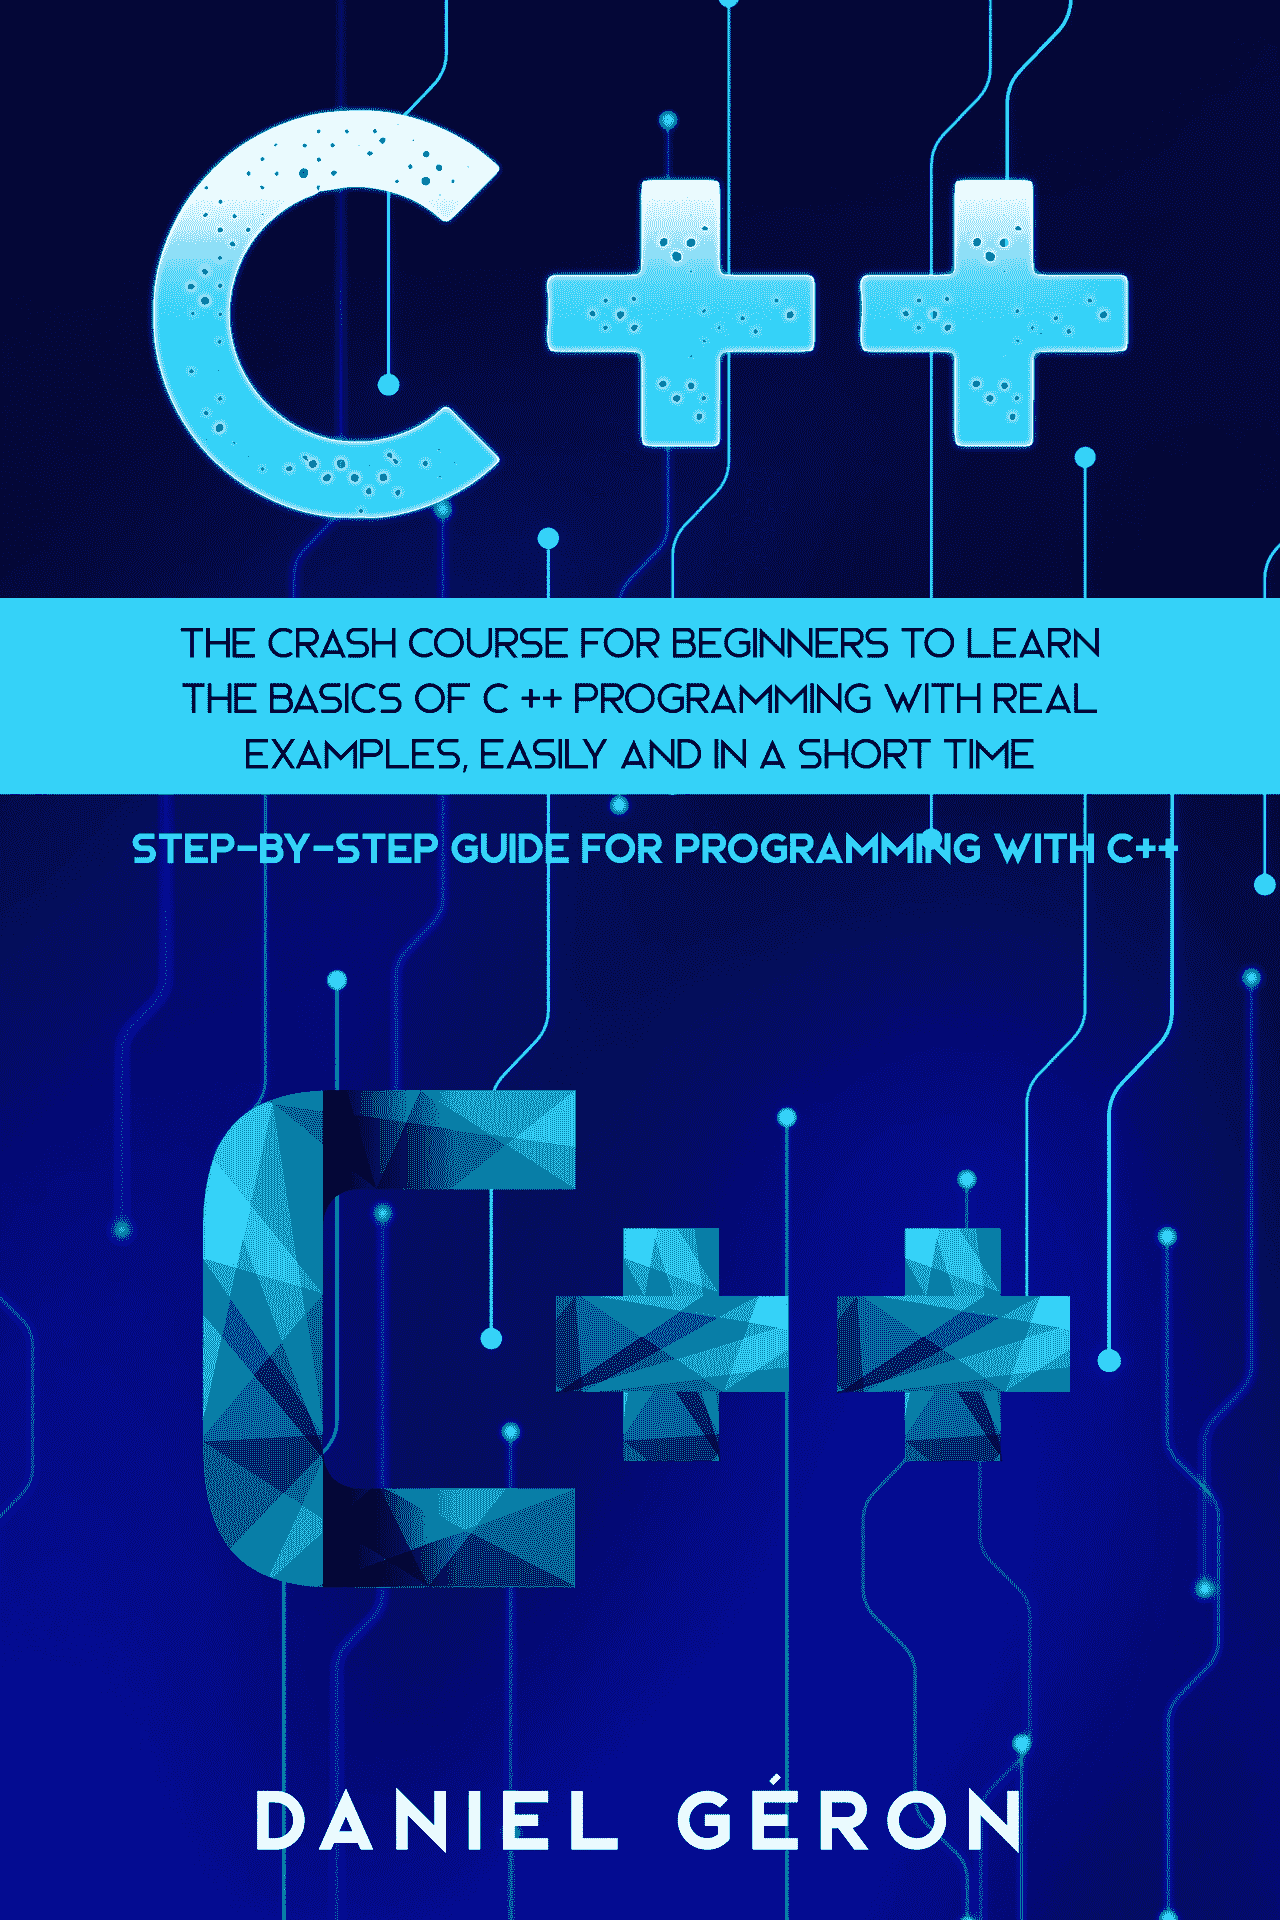 C++
THE CRASH COURSE FOR BEGINNERS TO LEARN
THE BASICS OF C ++ PROGRAMMING WITH REAL
EXAMPLES, EASILY AND IN A SHORT TIME
STEP-BY-STEP GUIDE FOR PROGRAMMING WITH C++
C++
DANIEL GÉRON